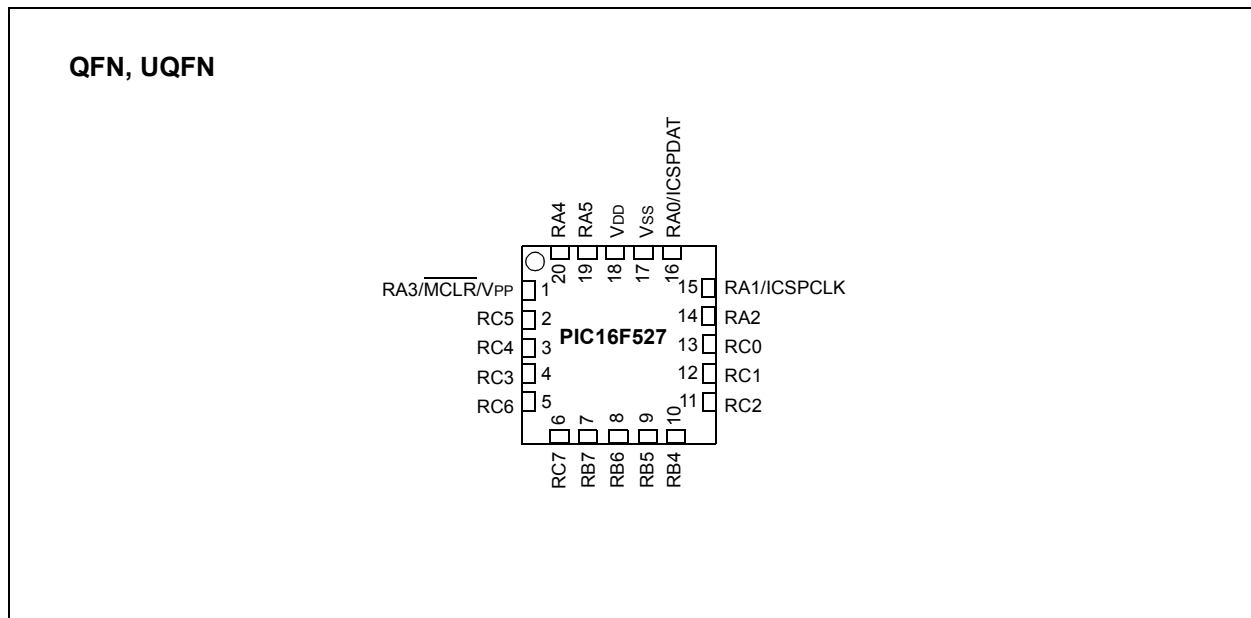 QFN, UQFN
RA4
RA5
VDD
VSS
RA0/ICSPDAT
20
19
18
17
16
RA3/MCLR/VPP
1
15
RA1/ICSPCLK
RC5
2
14
RA2
RC4
3
PIC16F527
13
RC0
RC3
4
12
RC1
RC6
5
11
RC2
6
7
8
9
10
RC7
RB7
RB6
RB5
RB4